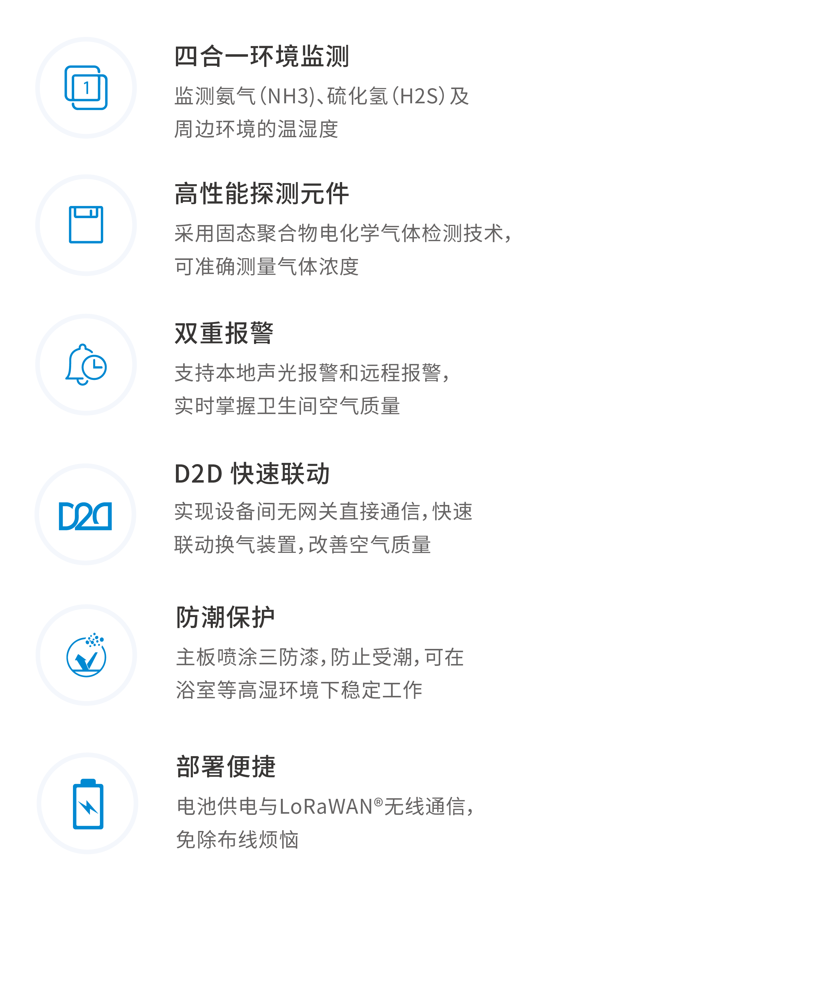 1
四合一环境监测
监测氨气（NH3）、硫化氢（H2S）及
周边环境的温湿度
高性能探测元件
采用固态聚合物电化学气体检测技术，
可准确测量气体浓度
双重报警
支持本地声光报警和远程报警，
实时掌握卫生间空气质量
D2D
D2D 快速联动
实现设备间无网关直接通信，快速
联动换气装置，改善空气质量
防潮保护
主板喷涂三防漆，防止受潮，可在
浴室等高湿环境下稳定工作
部署便捷
电池供电与LoRaWAN®无线通信，
免除布线烦恼